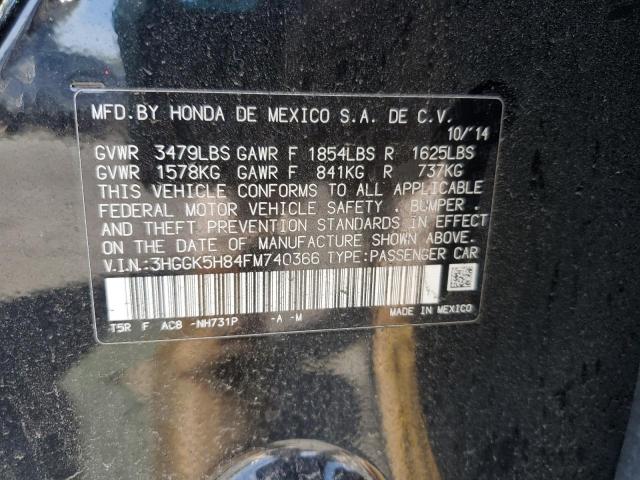 MFD.BY HONDA DE MEXICO S.A. DE C.V.
10/'14
GVWR 3479LBS GAWR F 1854LBS R 1625LBS
GVWR 1578KG GAWR F 841KG R 737KG
THIS VEHICLE CONFORMS TO ALL APPLICABLE
FEDERAL MOTOR VEHICLE SAFETY , BUMPER ,
AND THEFT PREVENTION STANDARDS IN EFFECT
ON THE DATE OF MANUFACTURE SHOWN ABOVE.
V.I.N.:3HGGK5H84FM740366 TYPE:PASSENGER CAR
T5R F AC8 -NH731P -A -M
MADE IN MEXICO